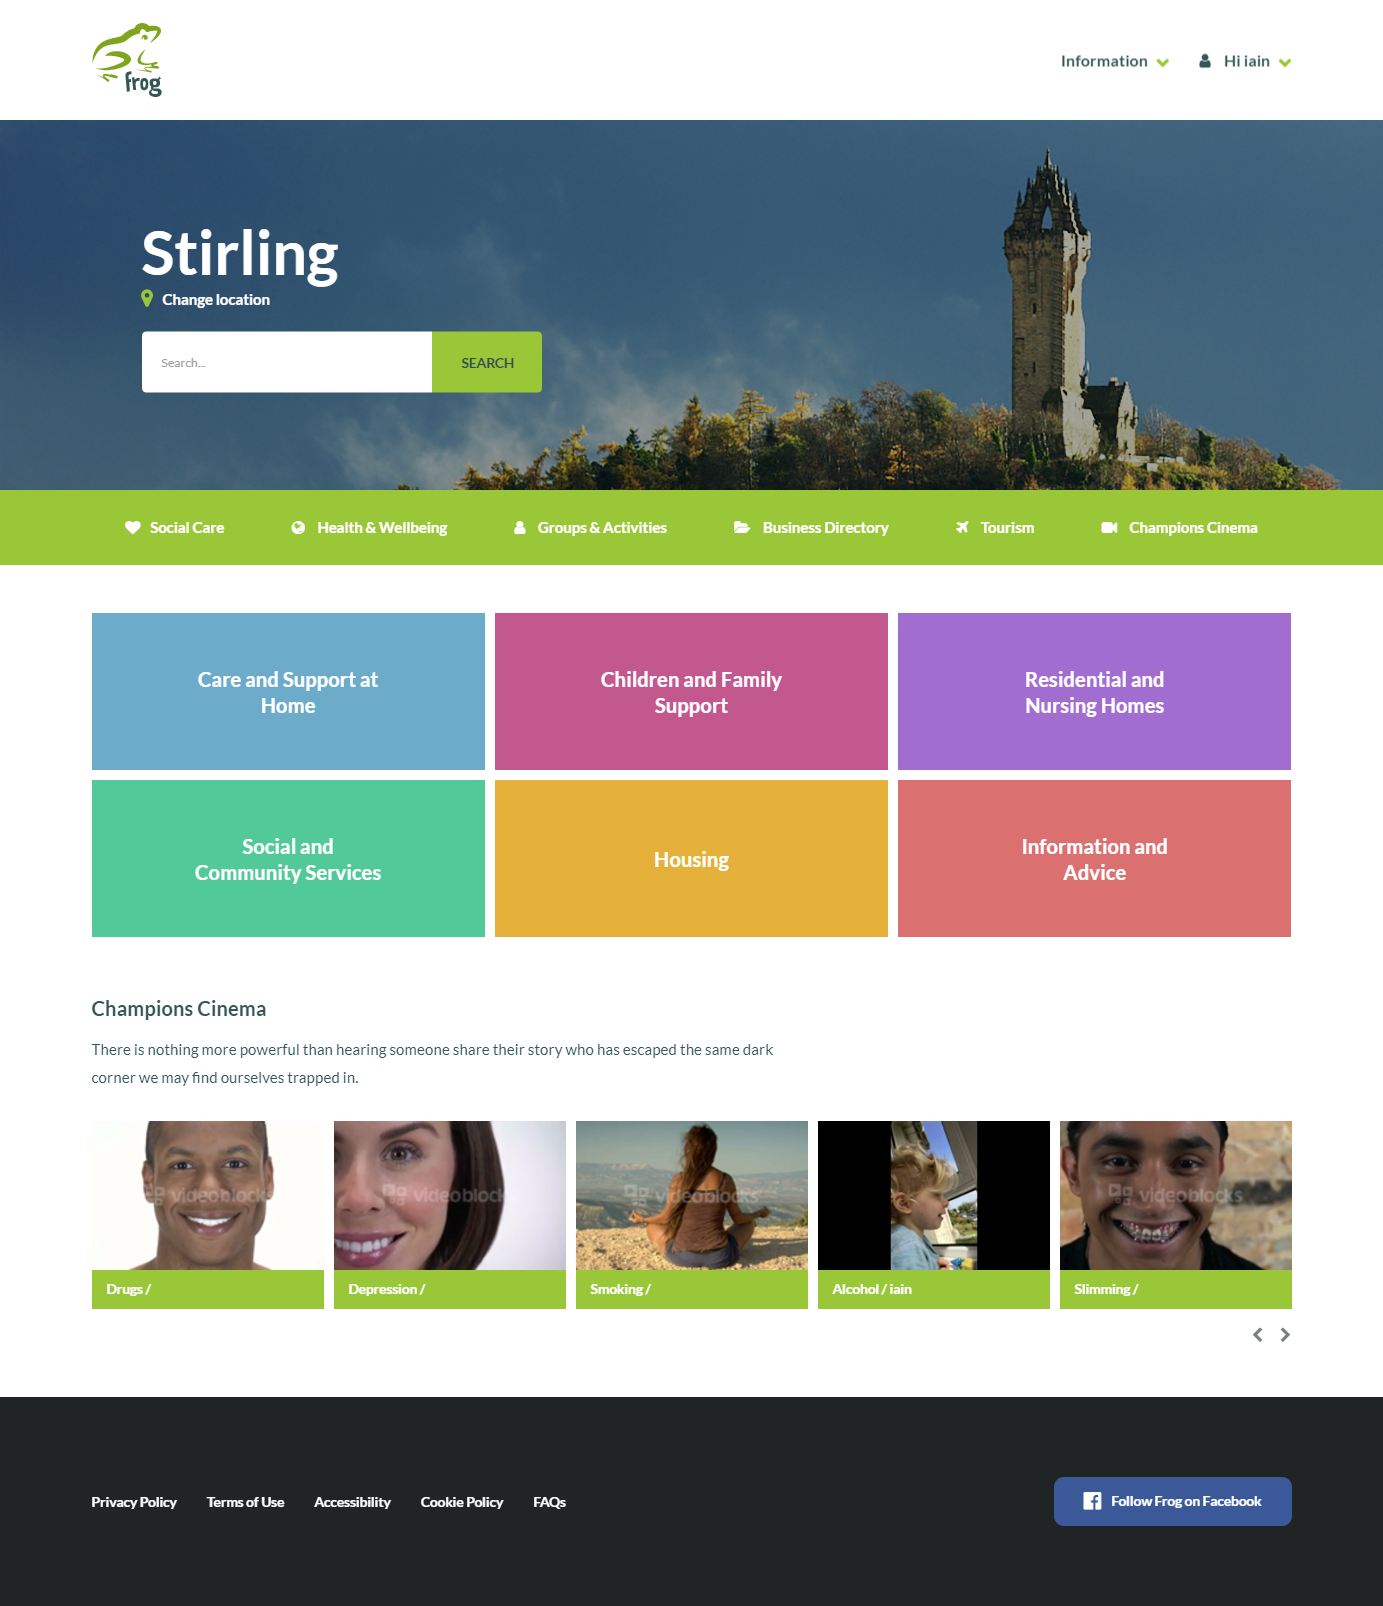 frog
Information
Hi iain
Stirling
Change location
Search...
SEARCH
Social Care
Health & Wellbeing
Groups & Activities
Business Directory
Tourism
Champions Cinema
Care and Support at
Home
Children and Family
Support
Residential and
Nursing Homes
Social and
Community Services
Housing
Information and
Advice
Champions Cinema
There is nothing more powerful than hearing someone share their story who has escaped the same dark
corner we may find ourselves trapped in.
videoblocks
videoblock
videoblocks
videoblocks
Drugs /
Depression /
Smoking /
Alcohol / iain
Slimming /
Privacy Policy
Terms of Use
Accessibility
Cookie Policy
FAQs
Follow Frog on Facebook